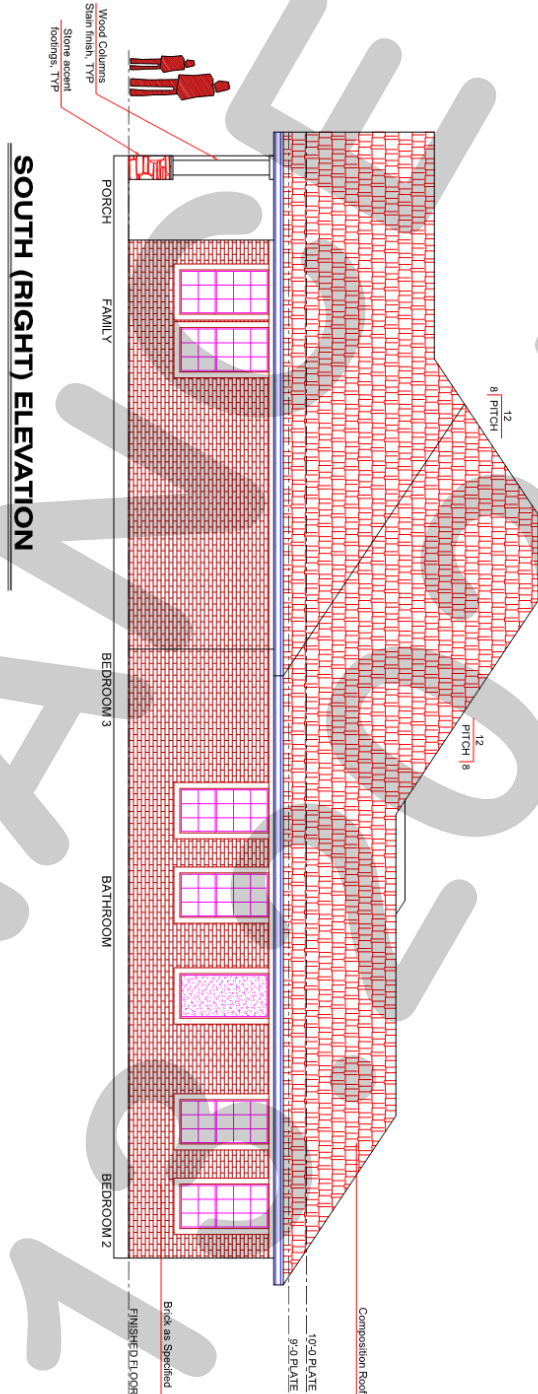 Wood Columns
Stain finish, TYP
Stone accent
footings, TYP
12
8
PITCH
12
PITCH
8
Composition Roof
10'-0 PLATE
9'-0 PLATE
Brick as Specified
FINISHED FLOOR
PORCH
FAMILY
BEDROOM 3
BATHROOM
BEDROOM 2
SOUTH (RIGHT) ELEVATION